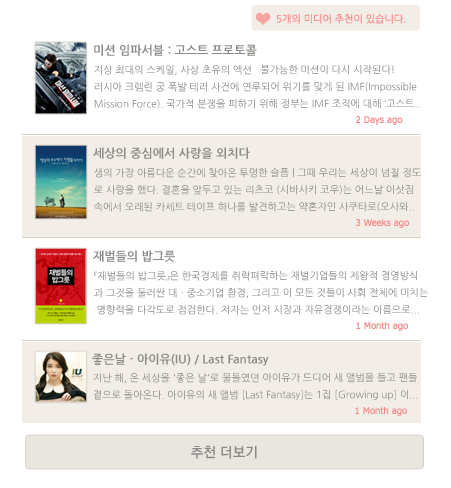 5개의 미디어 추천이 있습니다.
미션 임파서블 : 고스트 프로토콜
지상 최대의 스케일, 사상 초유의 액션 불가능한 미션이 다시 시작된다!
러시아 크렘린 궁 폭발 테러 사건에 연루되어 위기를 맞게 된 IMF(Impossible
Mission Force). 국가적 분쟁을 피하기 위해 정부는 IMF 조직에 대해 '고스트..
2 Days ago
세상의 중심에서 사랑을 외치다
생의 가장 아름다운 순간에 찾아온 투명한 슬픔 | 그때 우리는 세상이 넘칠 정도
로 사랑을 했다. 결혼을 앞두고 있는 리츠코 (시바사키 코우)는 어느날 이삿짐
속에서 오래된 카세트 테이프 하나를 발견하고는 약혼자인 사쿠타로(오사와..
3 Weeks ago
재벌들의 밥그릇
재벌들의
밥그릇
『재벌들의 밥그릇』은 한국경제를 쥐락펴락하는 재벌기업들의 제왕적 경영방식
과 그것을 둘러싼 대ㆍ중소기업 환경, 그리고 이 모든 것들이 사회 전체에 미치는
영향력을 다각도로 점검한다. 저자는 먼저 시장과 자유경쟁이라는 이름으로...
1 Month ago
좋은날 - 아이유(IU) / Last Fantasy
IU
지난 해, 온 세상을 '좋은 날'로 물들였던 아이유가 드디어 새 앨범을 들고 팬들
곁으로 돌아온다. 아이유의 새 앨범 [Last Fantasy]는 1집 [Growing up] 이...
1 Month ago
추천 더보기